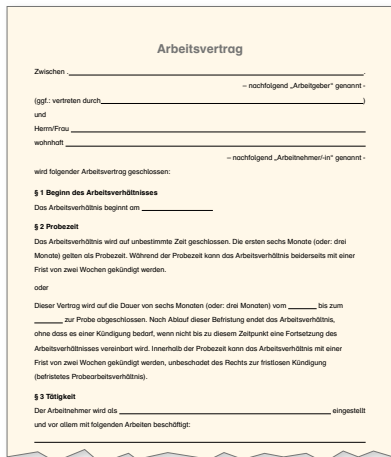 Arbeitsvertrag
Zwischen
– nachfolgend „Arbeitgeber“ genannt -
(ggf.: vertreten durch )
und
Herrn/Frau
wohnhaft
– nachfolgend „Arbeitnehmer/-in“ genannt -
wird folgender Arbeitsvertrag geschlossen:
§ 1 Beginn des Arbeitsverhältnisses
Das Arbeitsverhältnis beginnt am
§ 2 Probezeit
Das Arbeitsverhältnis wird auf unbestimmte Zeit geschlossen. Die ersten sechs Monate (oder: drei
Monate) gelten als Probezeit. Während der Probezeit kann das Arbeitsverhältnis beiderseits mit einer
Frist von zwei Wochen gekündigt werden.
oder
Dieser Vertrag wird auf die Dauer von sechs Monaten (oder: drei Monaten) vom bis zum
zur Probe abgeschlossen. Nach Ablauf dieser Befristung endet das Arbeitsverhältnis,
ohne dass es einer Kündigung bedarf, wenn nicht bis zu diesem Zeitpunkt eine Fortsetzung des
Arbeitsverhältnisses vereinbart wird. Innerhalb der Probezeit kann das Arbeitsverhältnis mit einer
Frist von zwei Wochen gekündigt werden, unbeschadet des Rechts zur fristlosen Kündigung
(befristetes Probearbeitsverhältnis).
§ 3 Tätigkeit
Der Arbeitnehmer wird als eingestellt
und vor allem mit folgenden Arbeiten beschäftigt: